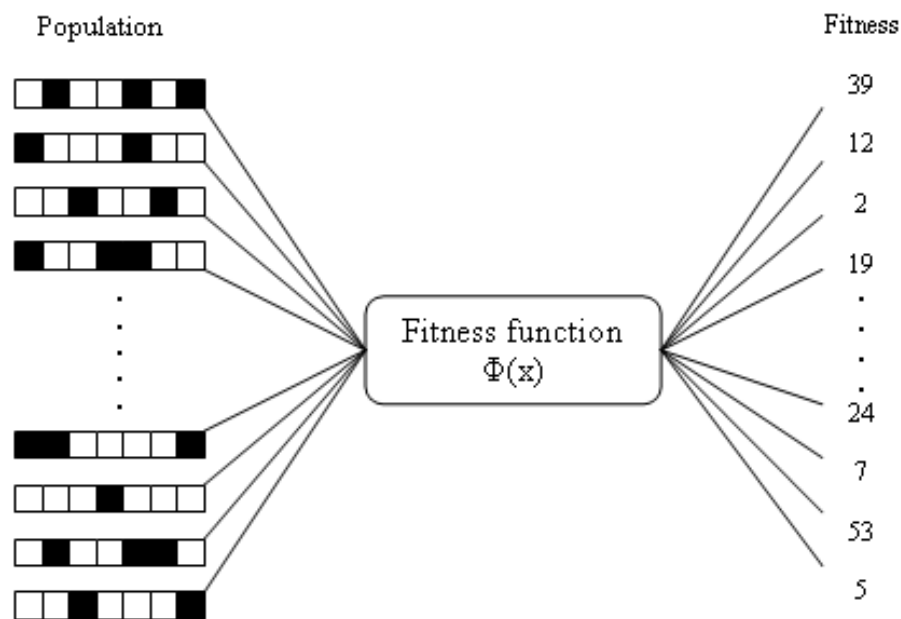 Population
Fitness
39
12
2
19
Fitness function
Φ(x)
24
7
53
5